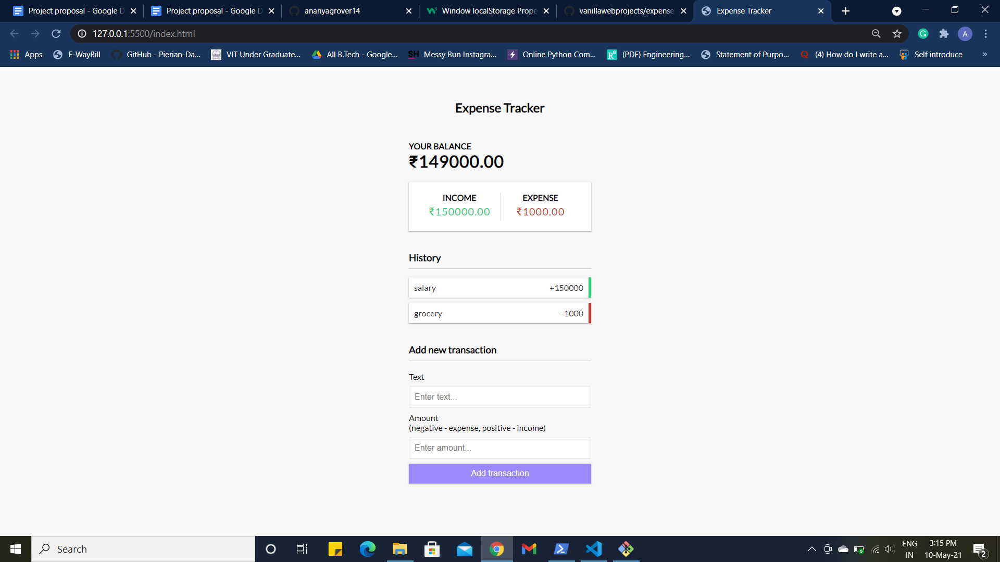 Project proposal - Google D
Project proposal - Google D
ananyagrover14
Window localStorage Prope
vanillawebprojects/expense
Expense Tracker
127.0.0.1:5500/index.html
A
Apps
E-WayBill
GitHub - Pierian-Da...
VIT Under Graduate...
All B.Tech - Google...
SH Messy Bun Instagra...
Online Python Com...
RG (PDF) Engineering...
Statement of Purpo...
Q (4) How do I write a...
Self introduce
»
Expense Tracker
YOUR BALANCE
₹149000.00
INCOME
₹150000.00
EXPENSE
₹1000.00
History
salary +150000
grocery -1000
Add new transaction
Text
Enter text...
Amount
(negative - expense, positive - income)
Enter amount...
Add transaction
Search
ENG
IN
3:15 PM
10-May-21
2